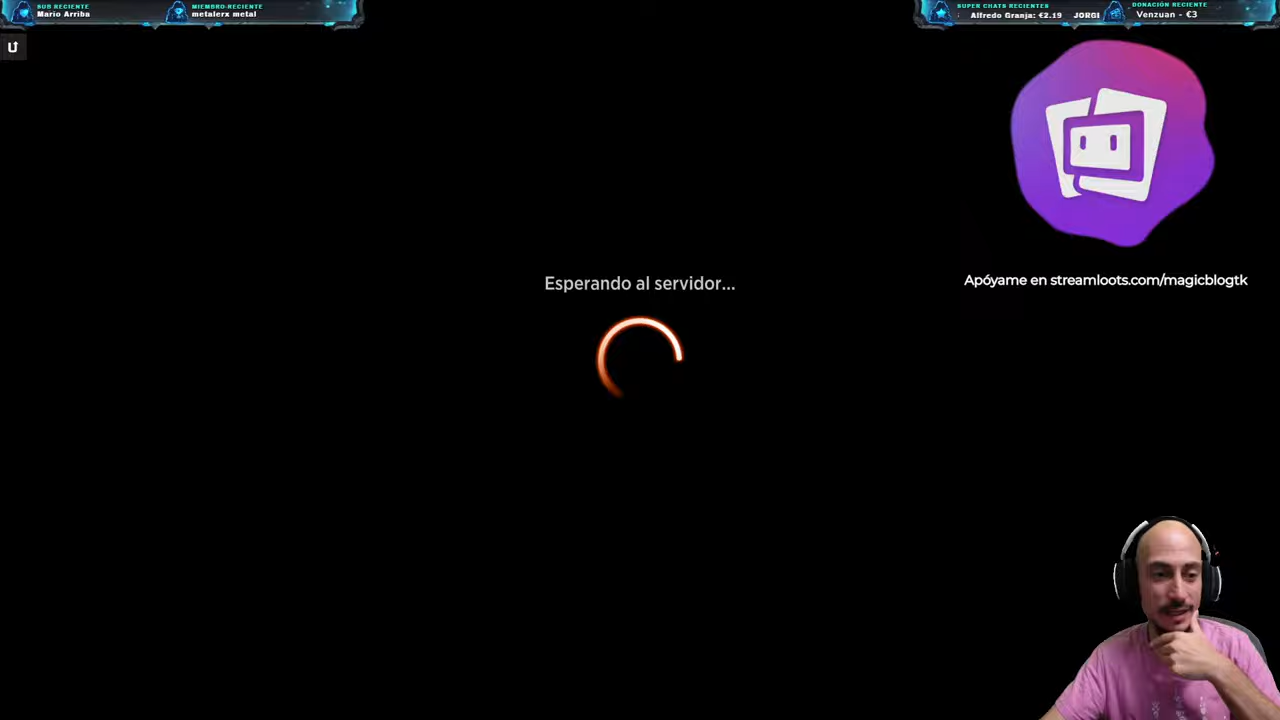 SUB RECIENTE
Mario Arriba
MIEMBRO RECIENTE
metalerx metal
SUPER CHATS RECIENTES
Alfredo Granja: €2.19 JORGI
DONACIÓN RECIENTE
Venzuan - €3
Apóyame en streamloots.com/magicblogtk
Esperando al servidor...